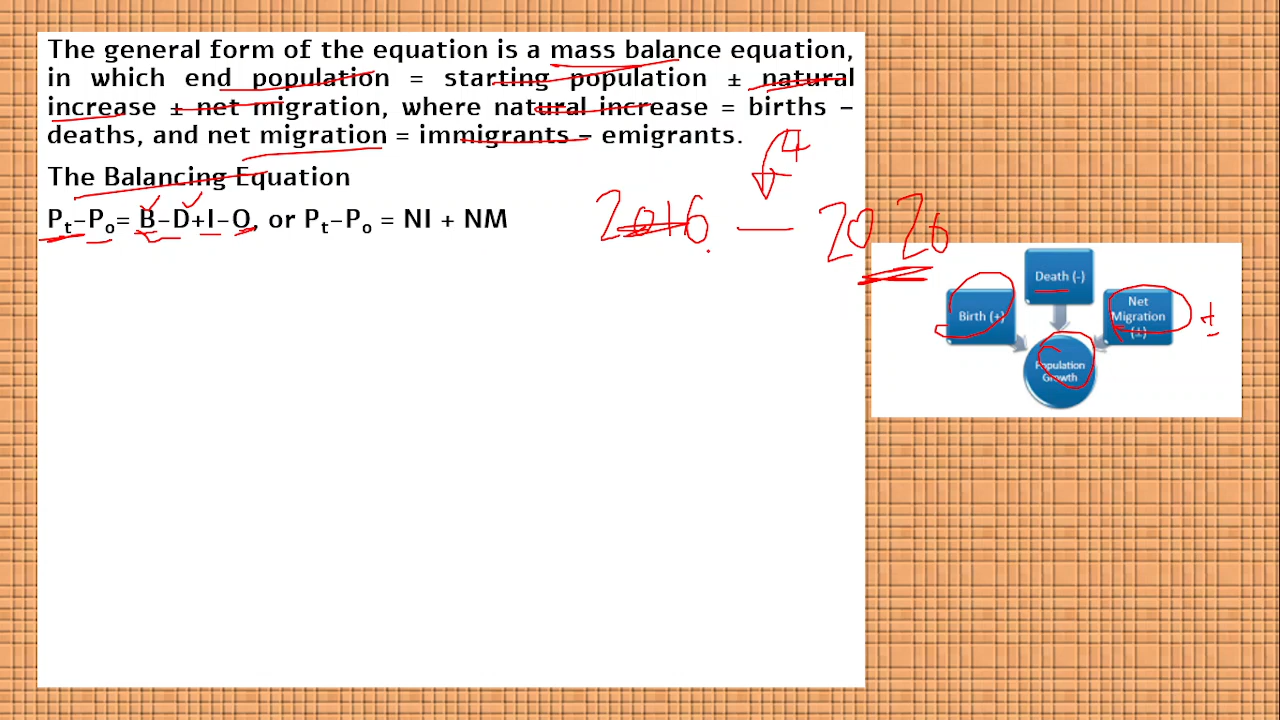 The general form of the equation is a mass balance equation,
in which end population = starting population ± natural
increase ± net migration, where natural increase = births –
deaths, and net migration = immigrants – emigrants.
The Balancing Equation
Pₜ–Pₒ= B–D+I–O, or Pₜ–Pₒ = NI + NM
4
2016 — 2026
Death (-)
Birth (+)
Net
Migration
(±)
±
Population
Growth